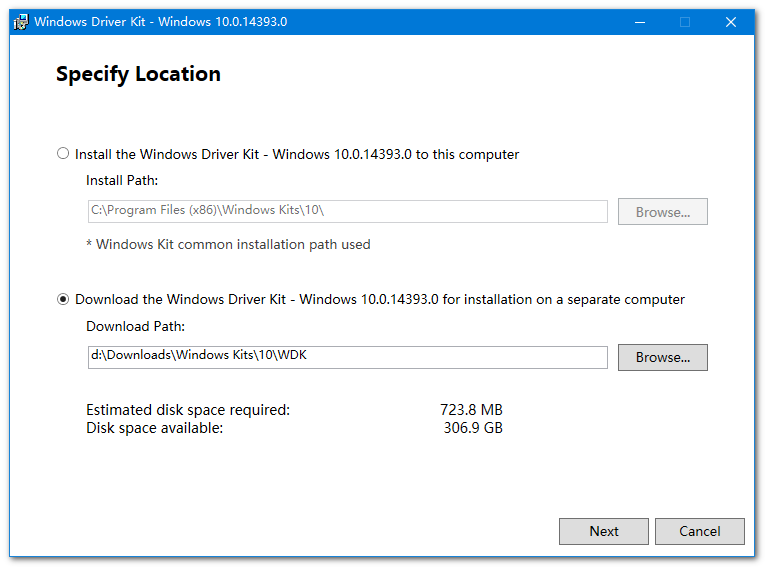 Windows Driver Kit - Windows 10.0.14393.0
Specify Location
Install the Windows Driver Kit - Windows 10.0.14393.0 to this computer
Install Path:
C:\Program Files (x86)\Windows Kits\10\
Browse...
* Windows Kit common installation path used
Download the Windows Driver Kit - Windows 10.0.14393.0 for installation on a separate computer
Download Path:
d:\Downloads\Windows Kits\10\WDK
Browse...
Estimated disk space required: 723.8 MB
Disk space available: 306.9 GB
Next Cancel